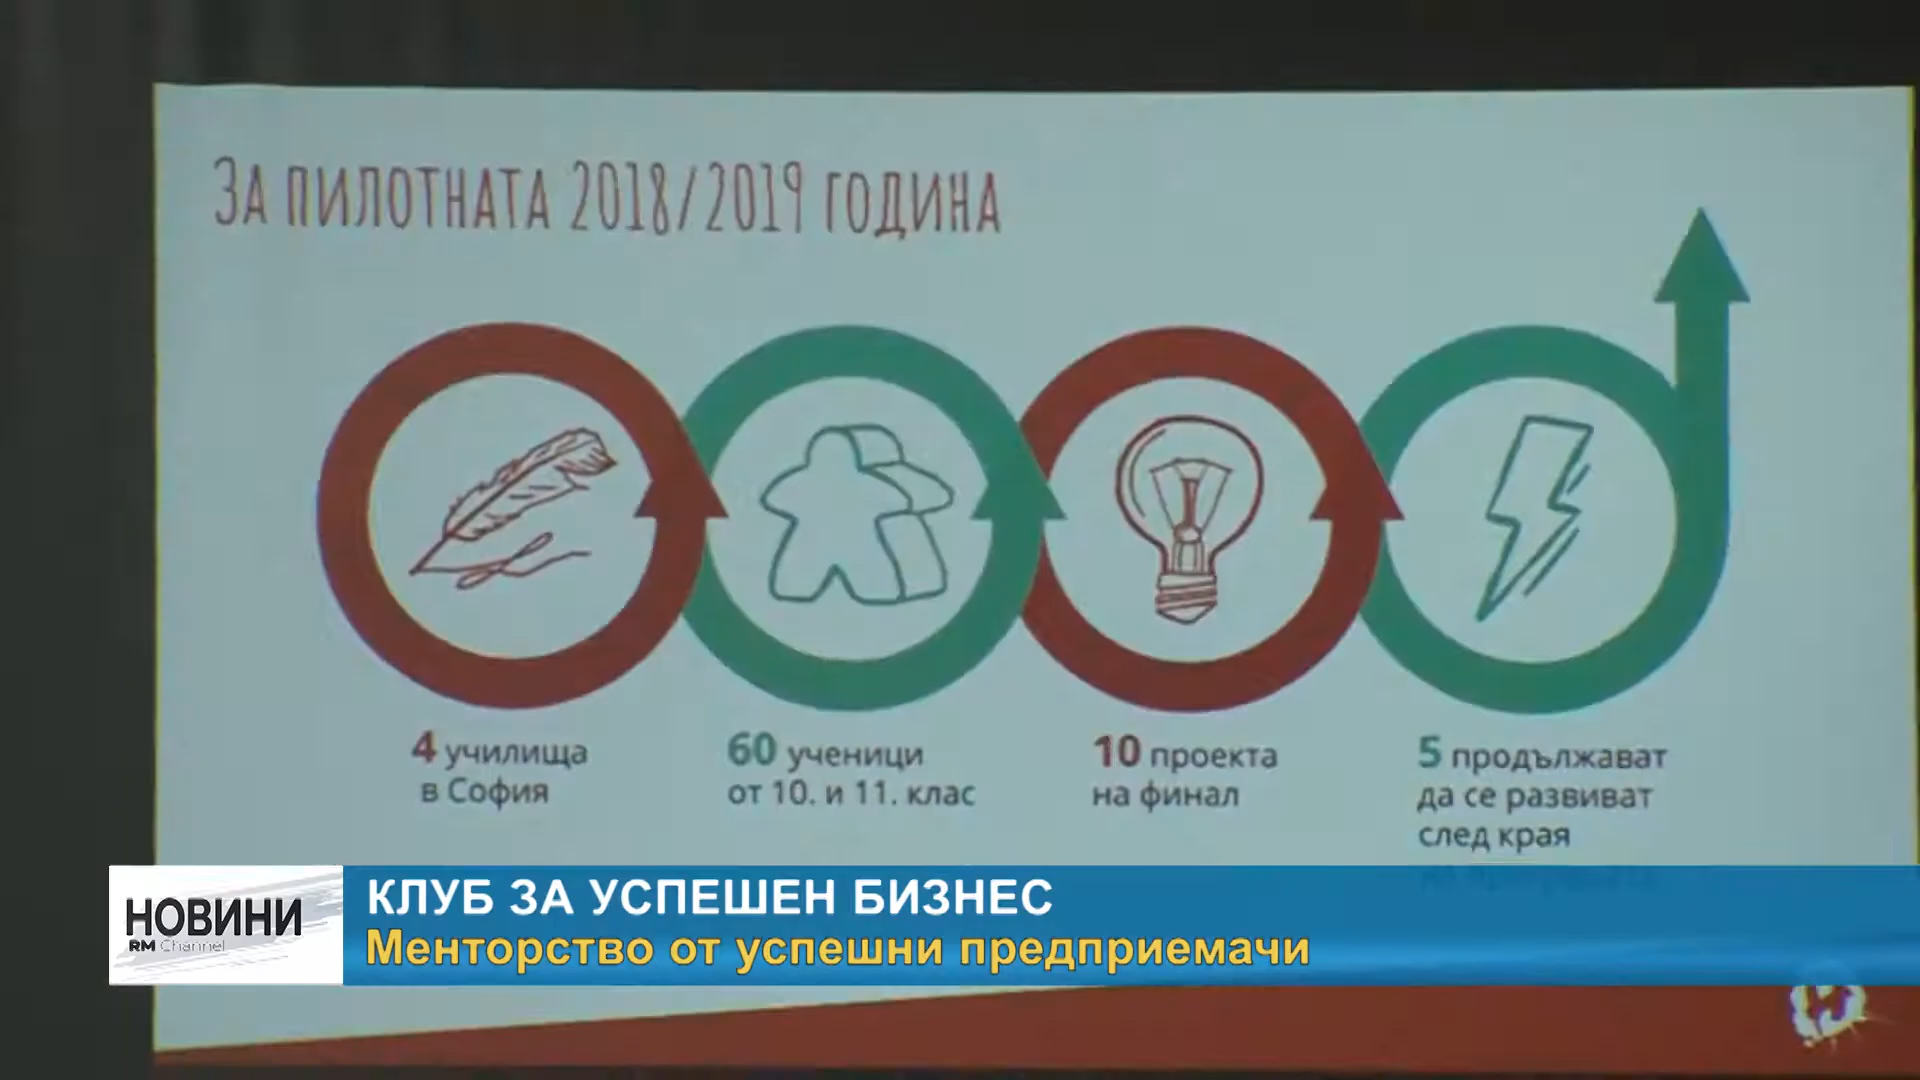 ЗА ПИЛОТНАТА 2018/2019 ГОДИНА
4 училища
в София
60 ученици
от 10. и 11. клас
10 проекта
на финал
5 продължават
да се развиват
след края
НОВИНИ
RM Channel
КЛУБ ЗА УСПЕШЕН БИЗНЕС
Менторство от успешни предприемачи